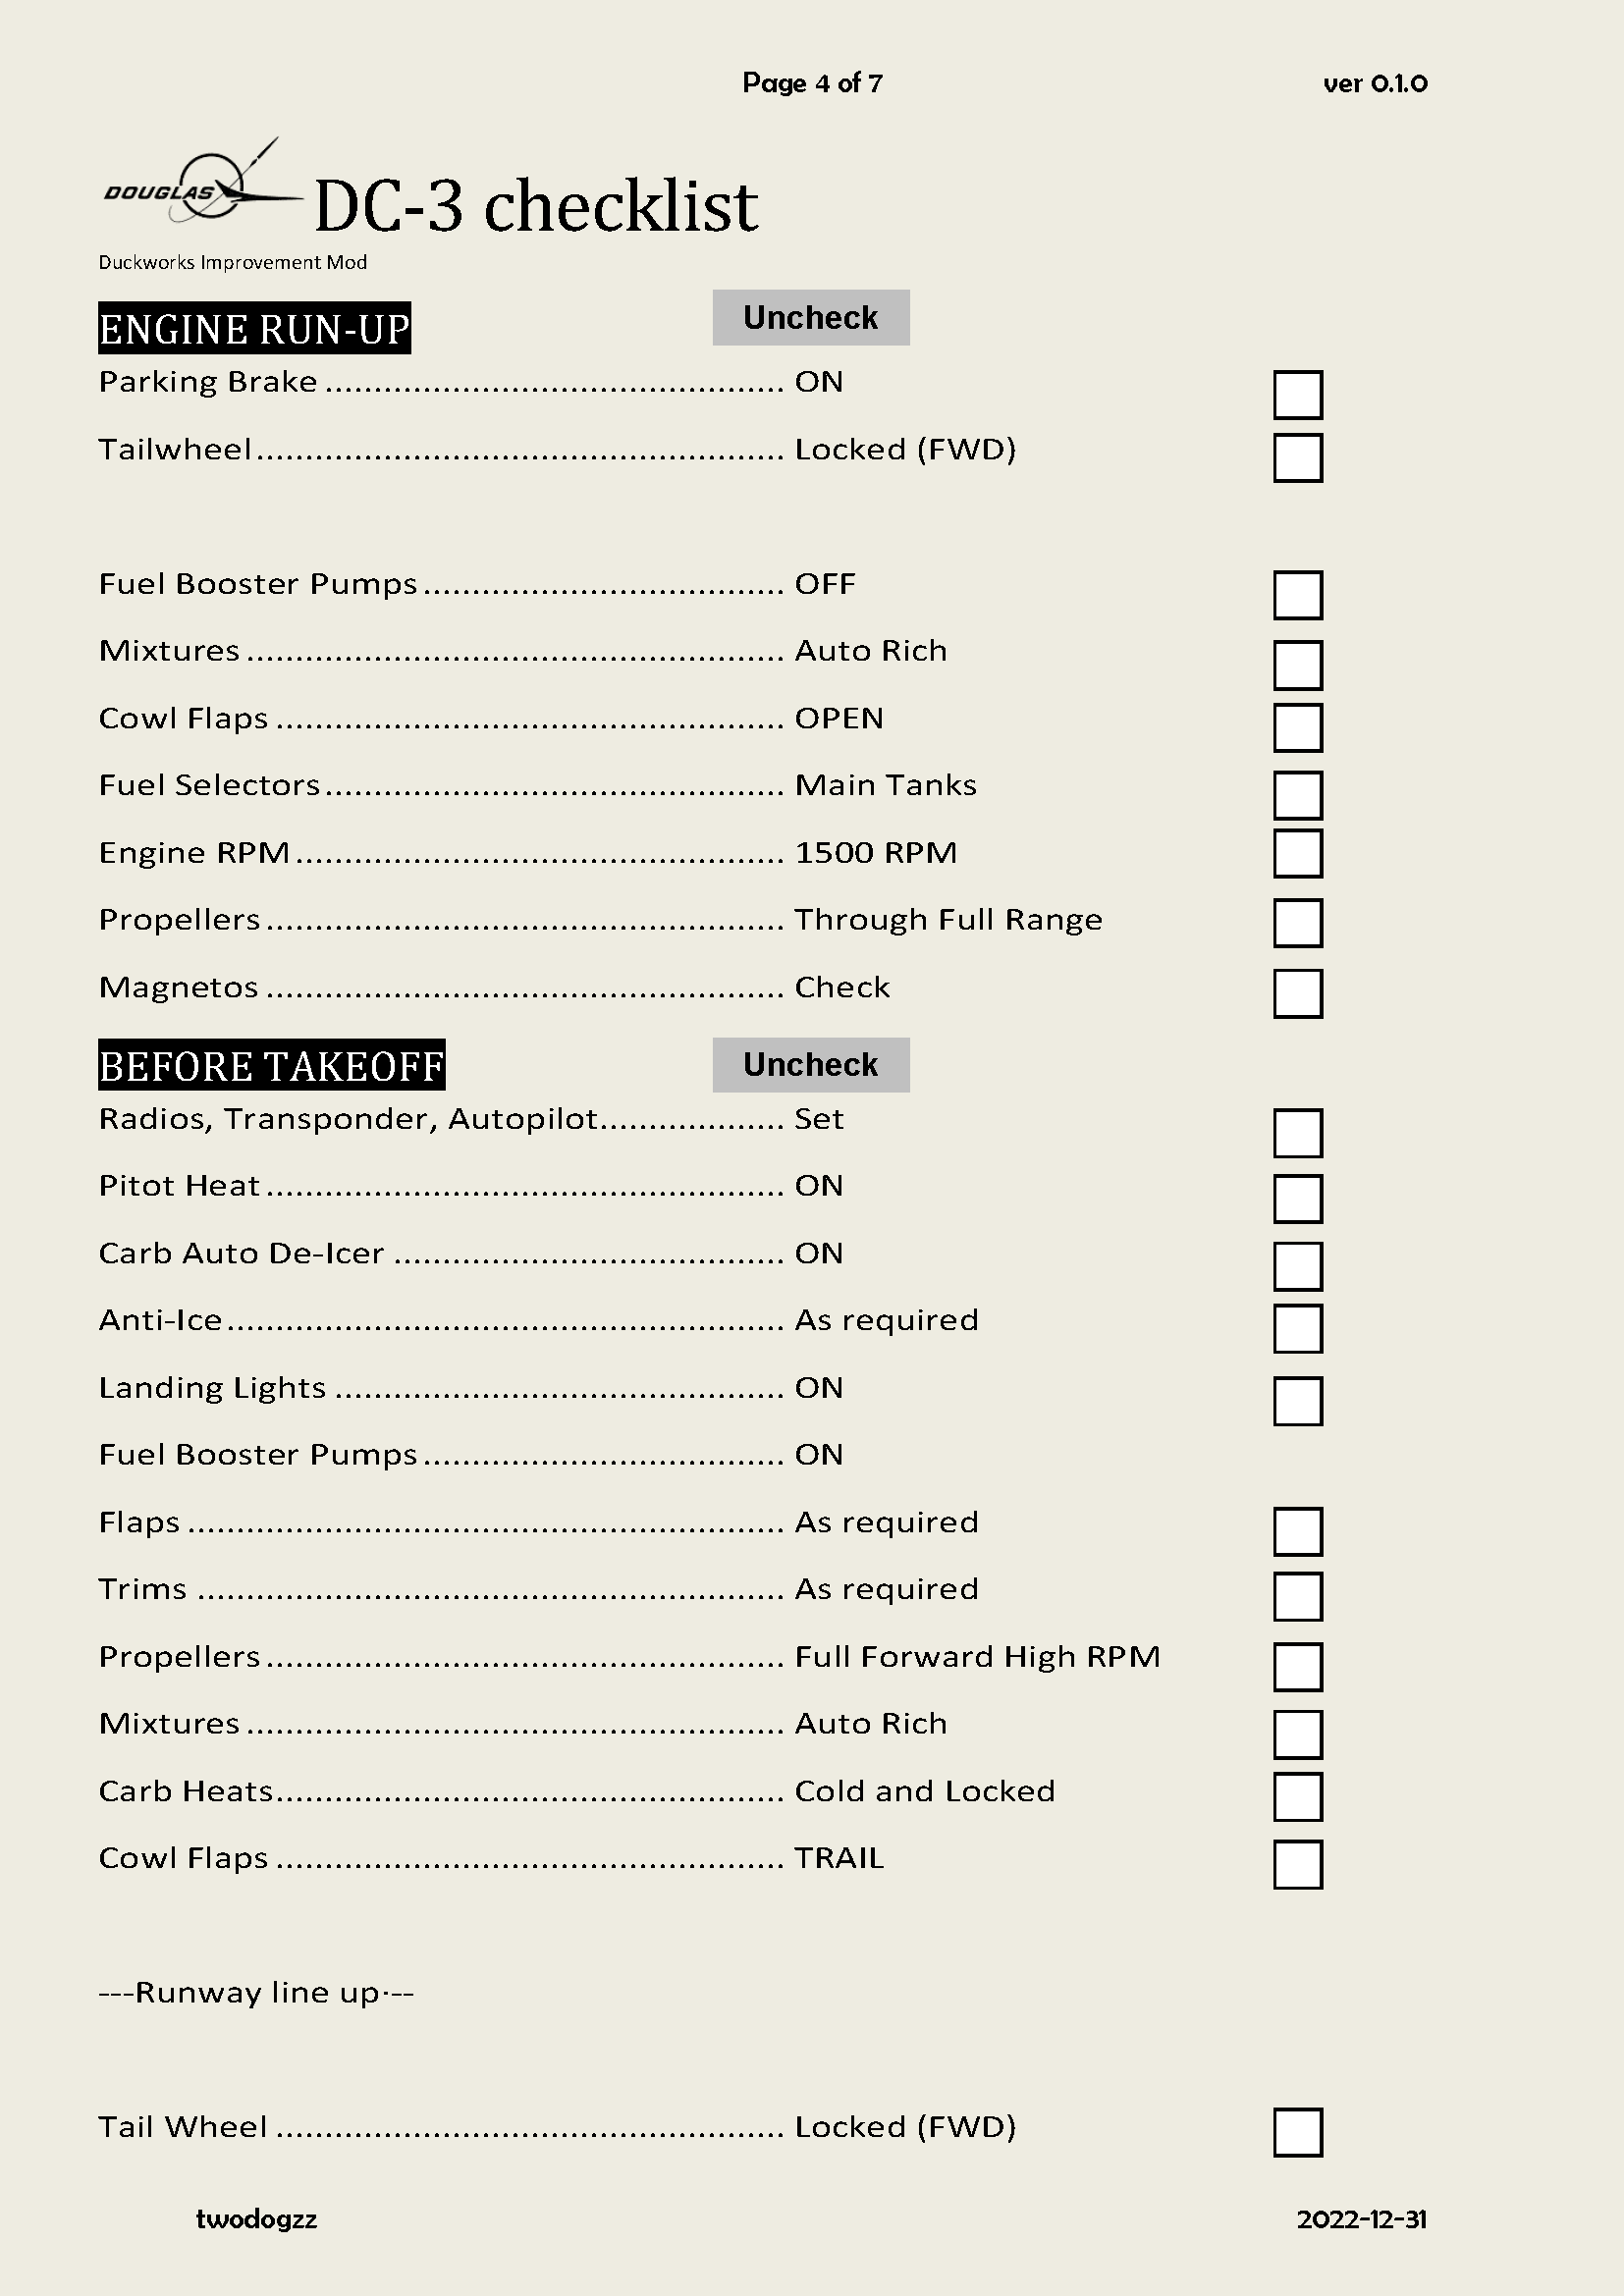 Page 4 of 7 ver 0.1.0
DOUGLAS DC-3 checklist
Duckworks Improvement Mod
ENGINE RUN-UP Uncheck
Parking Brake ............................................... ON
Tailwheel...................................................... Locked (FWD)
Fuel Booster Pumps..................................... OFF
Mixtures ....................................................... Auto Rich
Cowl Flaps .................................................... OPEN
Fuel Selectors............................................... Main Tanks
Engine RPM.................................................. 1500 RPM
Propellers ..................................................... Through Full Range
Magnetos ..................................................... Check
BEFORE TAKEOFF Uncheck
Radios, Transponder, Autopilot................... Set
Pitot Heat ..................................................... ON
Carb Auto De-Icer ........................................ ON
Anti-Ice......................................................... As required
Landing Lights .............................................. ON
Fuel Booster Pumps..................................... ON
Flaps ............................................................. As required
Trims ............................................................ As required
Propellers ..................................................... Full Forward High RPM
Mixtures ....................................................... Auto Rich
Carb Heats.................................................... Cold and Locked
Cowl Flaps .................................................... TRAIL
---Runway line up·--
Tail Wheel .................................................... Locked (FWD)
twodogzz 2022-12-31